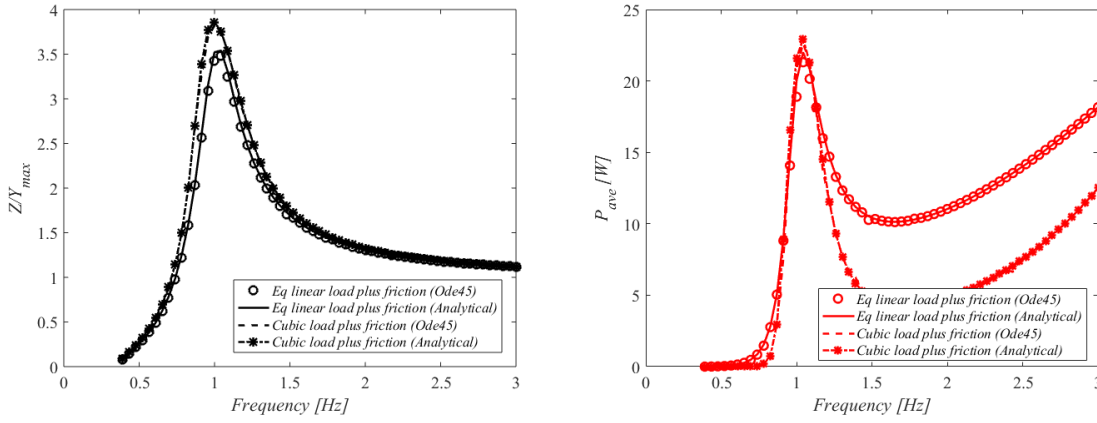 4
3.5
3
2.5
2
1.5
1
0.5
0
Z/Y_max
0 0.5 1 1.5 2 2.5 3
Frequency [Hz]
Eq linear load plus friction (Ode45)
Eq linear load plus friction (Analytical)
Cubic load plus friction (Ode45)
Cubic load plus friction (Analytical)
25
20
15
10
5
0
P_ave [W]
0 0.5 1 1.5 2 2.5 3
Frequency [Hz]
Eq linear load plus friction (Ode45)
Eq linear load plus friction (Analytical)
Cubic load plus friction (Ode45)
Cubic load plus friction (Analytical)